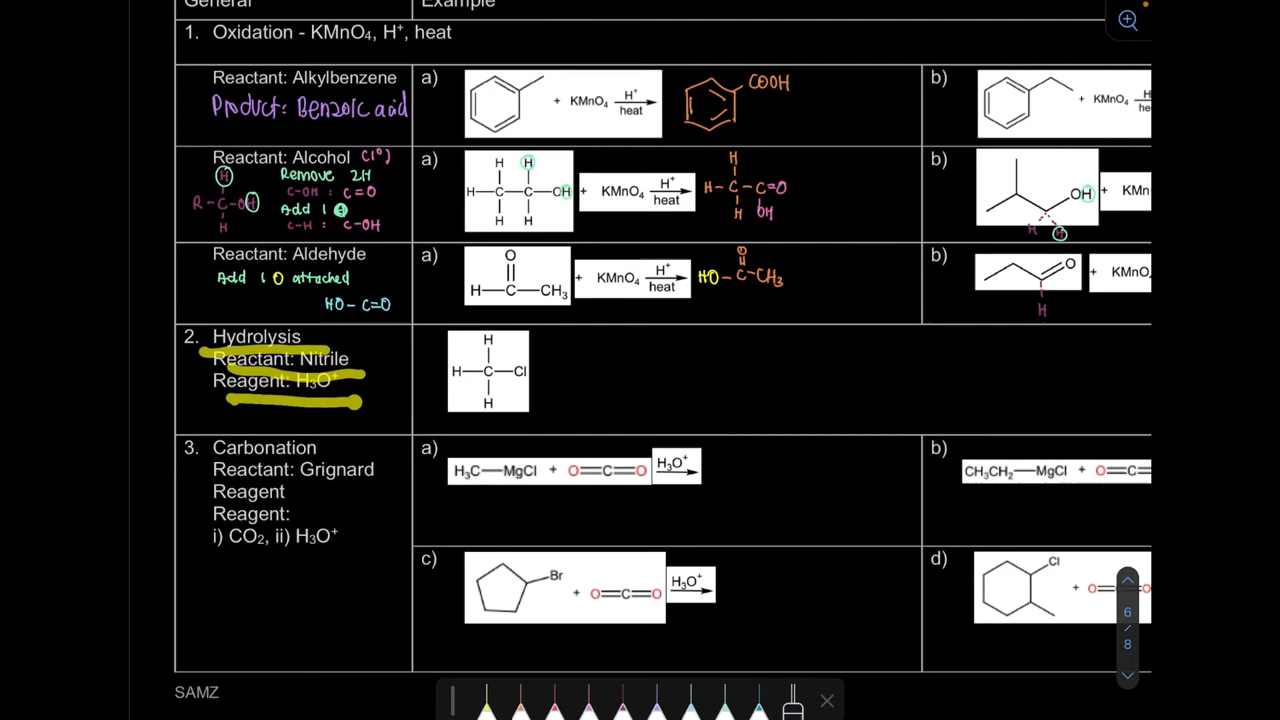 General
Example
1. Oxidation - KMnO₄, H⁺, heat
Reactant: Alkylbenzene
Product: Benzoic acid
a)
+ KMnO₄ H⁺ heat
COOH
b)
+ KMnO₄ H he
Reactant: Alcohol (1°)
H
R-C-OH
H
Remove 2H
C-OH : C=O
Add 1 O
C-H : C-OH
a)
H H
H-C-C-OH
H H
+ KMnO₄ H⁺ heat
H
H-C-C=O
H OH
b)
OH
H H
+ KMn
Reactant: Aldehyde
Add 1 O attached
HO-C=O
a)
O
H-C-CH₃
+ KMnO₄ H⁺ heat
O
HO-C-CH₃
b)
O
H
+ KMnO
2. Hydrolysis
Reactant: Nitrile
Reagent: H₃O⁺
H
H-C-Cl
H
3. Carbonation
Reactant: Grignard
Reagent
Reagent:
i) CO₂, ii) H₃O⁺
a)
H₃C-MgCl + O=C=O H₃O⁺
b)
CH₃CH₂-MgCl + O=C=
c)
Br
+ O=C=O H₃O⁺
d)
Cl
+ O= O
6
/
8
SAMZ